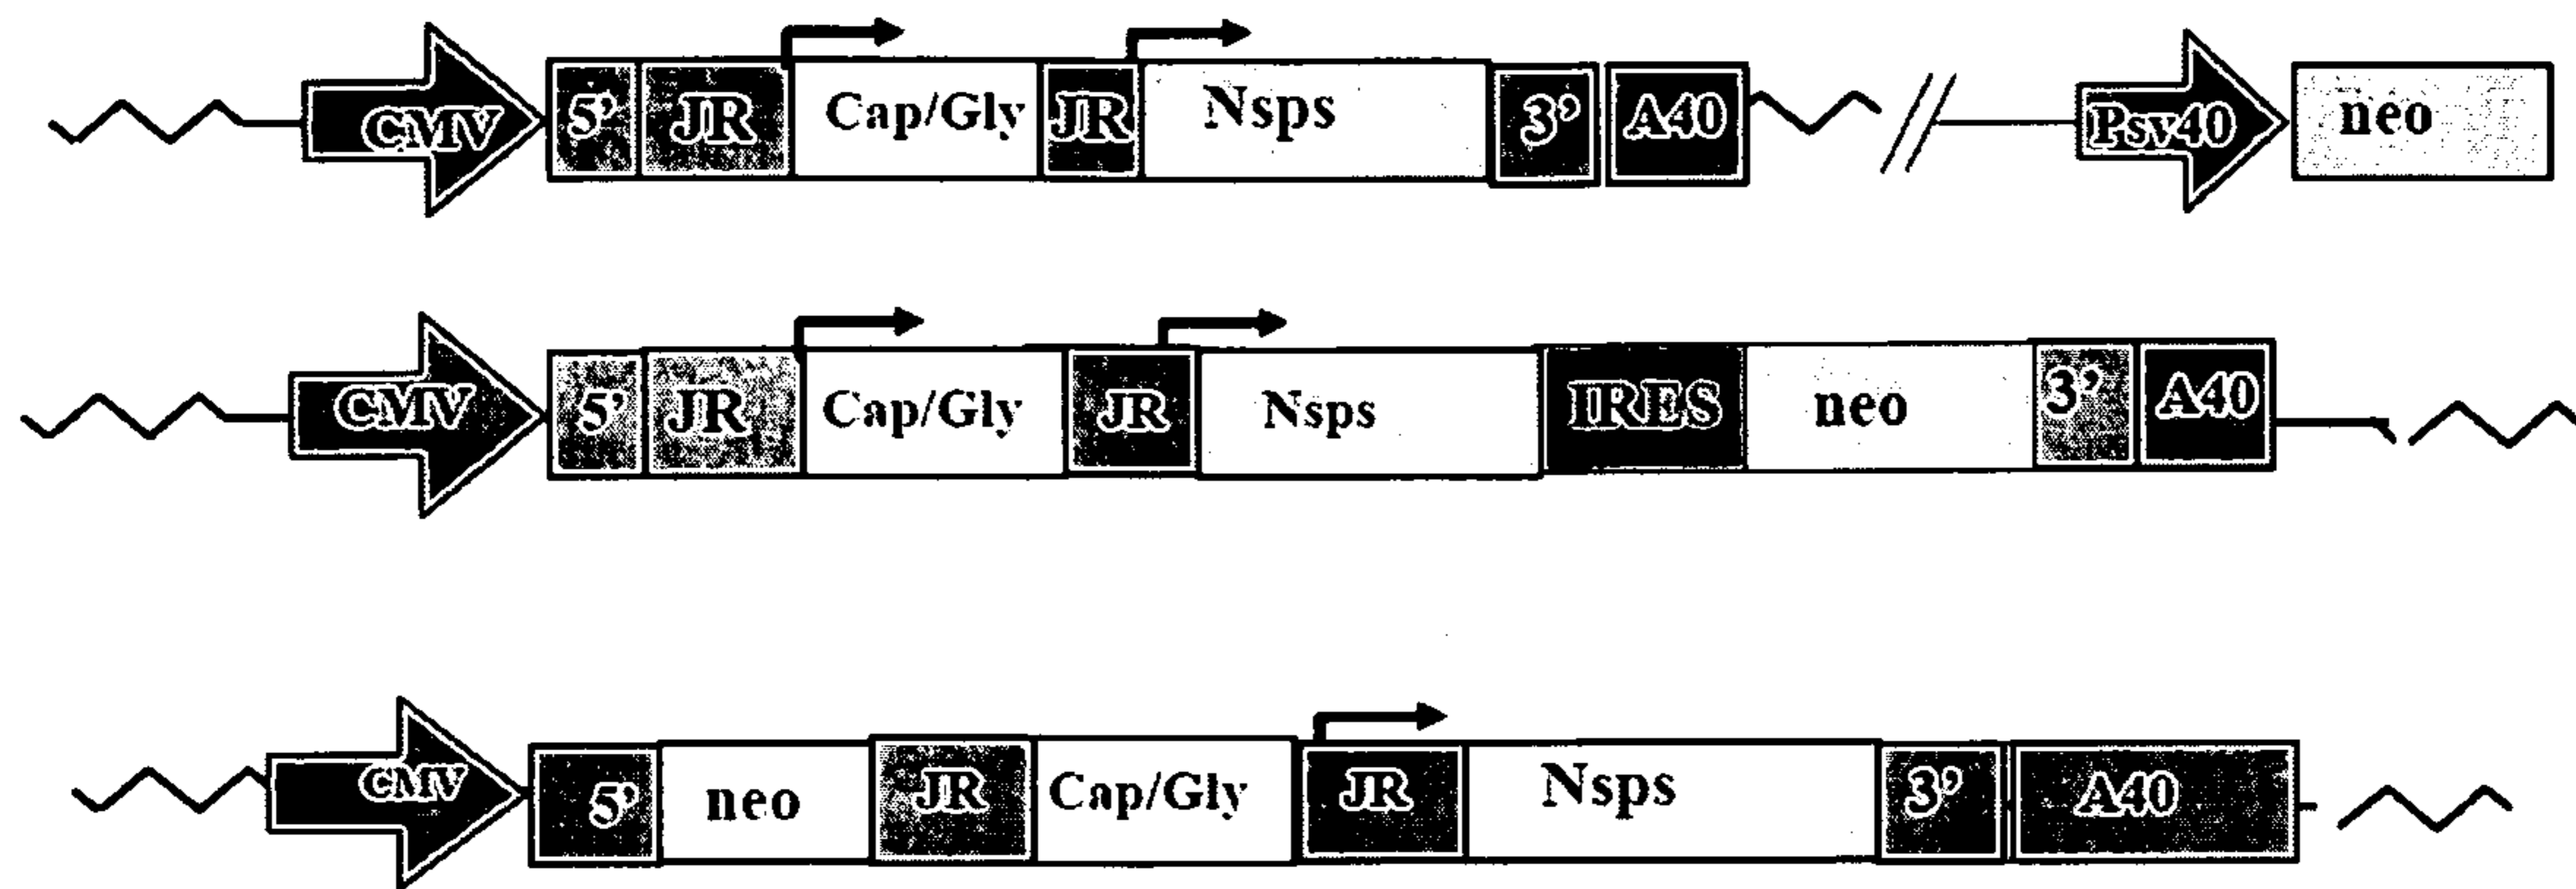 CMV 5' JR Cap/Gly JR Nsps 3' A40 Psv40 neo
CMV 5' JR Cap/Gly JR Nsps IRES neo 3' A40
CMV 5' neo JR Cap/Gly JR Nsps 3' A40